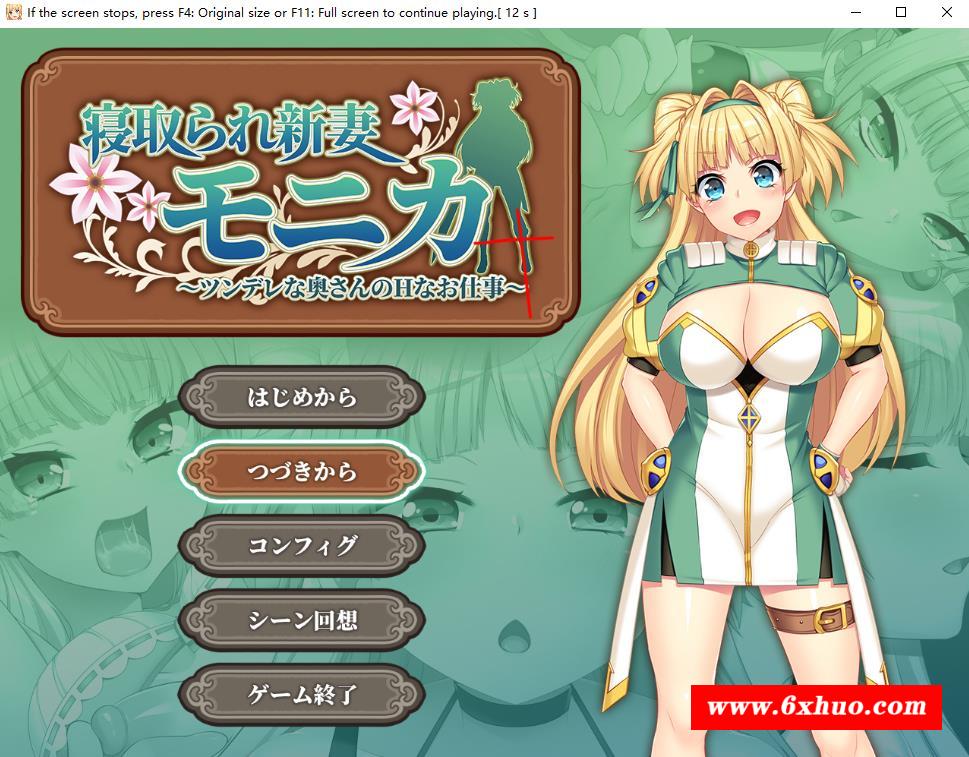 If the screen stops, press F4: Original size or F11: Full screen to continue playing.[ 12 s ]
寝取られ新妻
モニカ
～ツンデレな奥さんのHなお仕事～
はじめから
つづきから
コンフィグ
シーン回想
ゲーム終了
www.6xhuo.com